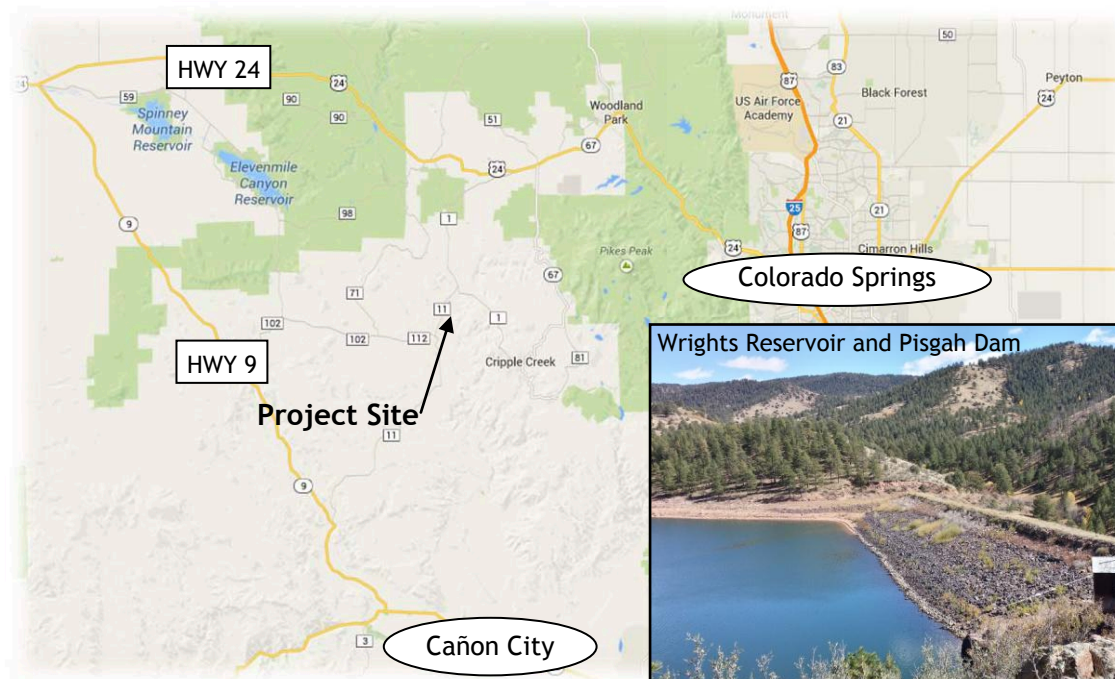 Monument
HWY 24
24
59
Spinney
Mountain
Reservoir
Elevenmile
Canyon
Reservoir
90
90
24
51
Woodland
Park
67
24
98
1
9
67
Pikes Peak
24
71
11
1
102
102
112
Cripple Creek
81
HWY 9
Project Site
11
9
9
3
Cañon City
50
87
83
US Air Force
Academy
Black Forest
Peyton
24
21
25
21
87
Cimarron Hills
Colorado Springs
Wrights Reservoir and Pisgah Dam